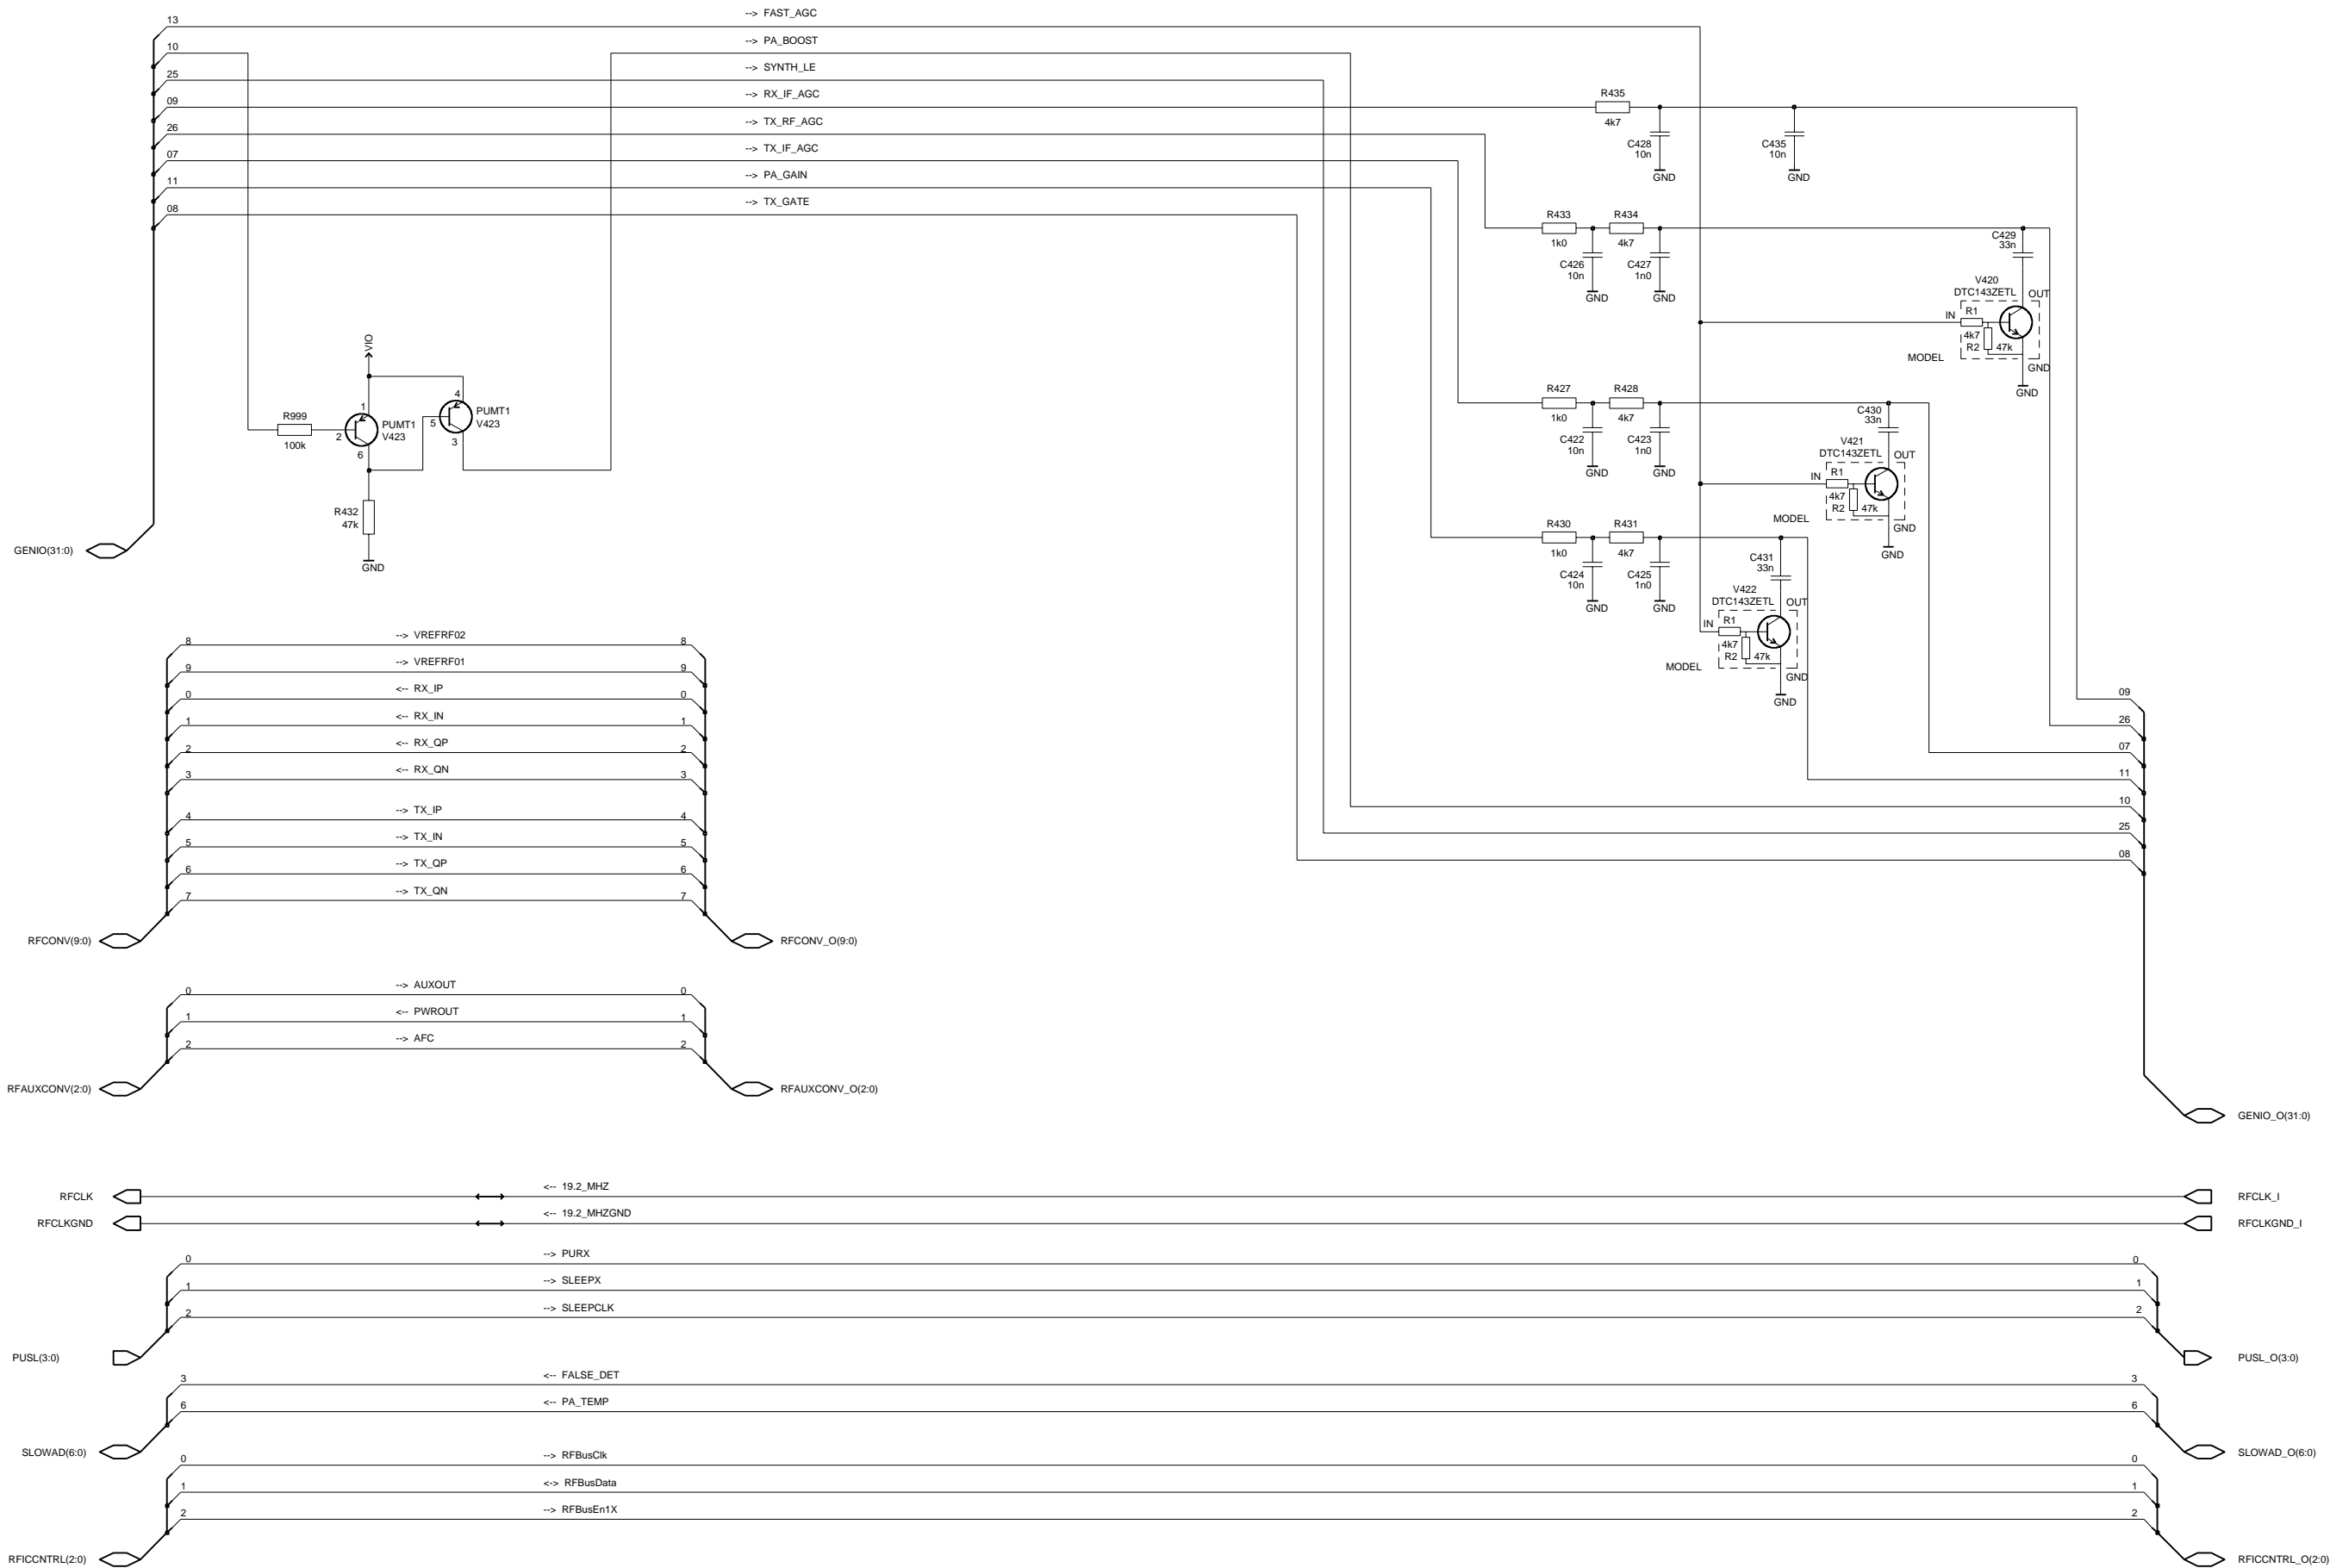 13
--> FAST_AGC
10
--> PA_BOOST
25
--> SYNTH_LE
09
--> RX_IF_AGC
26
--> TX_RF_AGC
07
--> TX_IF_AGC
11
--> PA_GAIN
08
--> TX_GATE
R435
4k7
C428
10n
GND
C435
10n
GND
R433
1k0
R434
4k7
C426
10n
GND
C427
1n0
GND
C429
33n
V420
DTC143ZETL
OUT
IN
R1
4k7
R2
47k
MODEL
GND
GND
VIO
R999
100k
1
2
6
PUMT1
V423
4
5
3
PUMT1
V423
R432
47k
GND
GENIO(31:0)
R427
1k0
R428
4k7
C422
10n
GND
C423
1n0
GND
C430
33n
V421
DTC143ZETL
OUT
IN
R1
4k7
R2
47k
MODEL
GND
GND
R430
1k0
R431
4k7
C424
10n
GND
C425
1n0
GND
C431
33n
V422
DTC143ZETL
OUT
IN
R1
4k7
R2
47k
MODEL
GND
GND
09
26
07
11
10
25
08
GENIO_O(31:0)
8
--> VREFRF02
8
9
--> VREFRF01
9
0
<-- RX_IP
0
1
<-- RX_IN
1
2
<-- RX_QP
2
3
<-- RX_QN
3
4
--> TX_IP
4
5
--> TX_IN
5
6
--> TX_QP
6
7
--> TX_QN
7
RFCONV(9:0)
RFCONV_O(9:0)
0
--> AUXOUT
0
1
<-- PWROUT
1
2
--> AFC
2
RFAUXCONV(2:0)
RFAUXCONV_O(2:0)
RFCLK
<-- 19.2_MHZ
RFCLK_I
RFCLKGND
<-- 19.2_MHZGND
RFCLKGND_I
0
--> PURX
0
1
--> SLEEPX
1
2
--> SLEEPCLK
2
PUSL(3:0)
PUSL_O(3:0)
3
<-- FALSE_DET
3
6
<-- PA_TEMP
6
SLOWAD(6:0)
SLOWAD_O(6:0)
0
--> RFBusClk
0
1
<-> RFBusData
1
2
--> RFBusEn1X
2
RFICCNTRL(2:0)
RFICCNTRL_O(2:0)